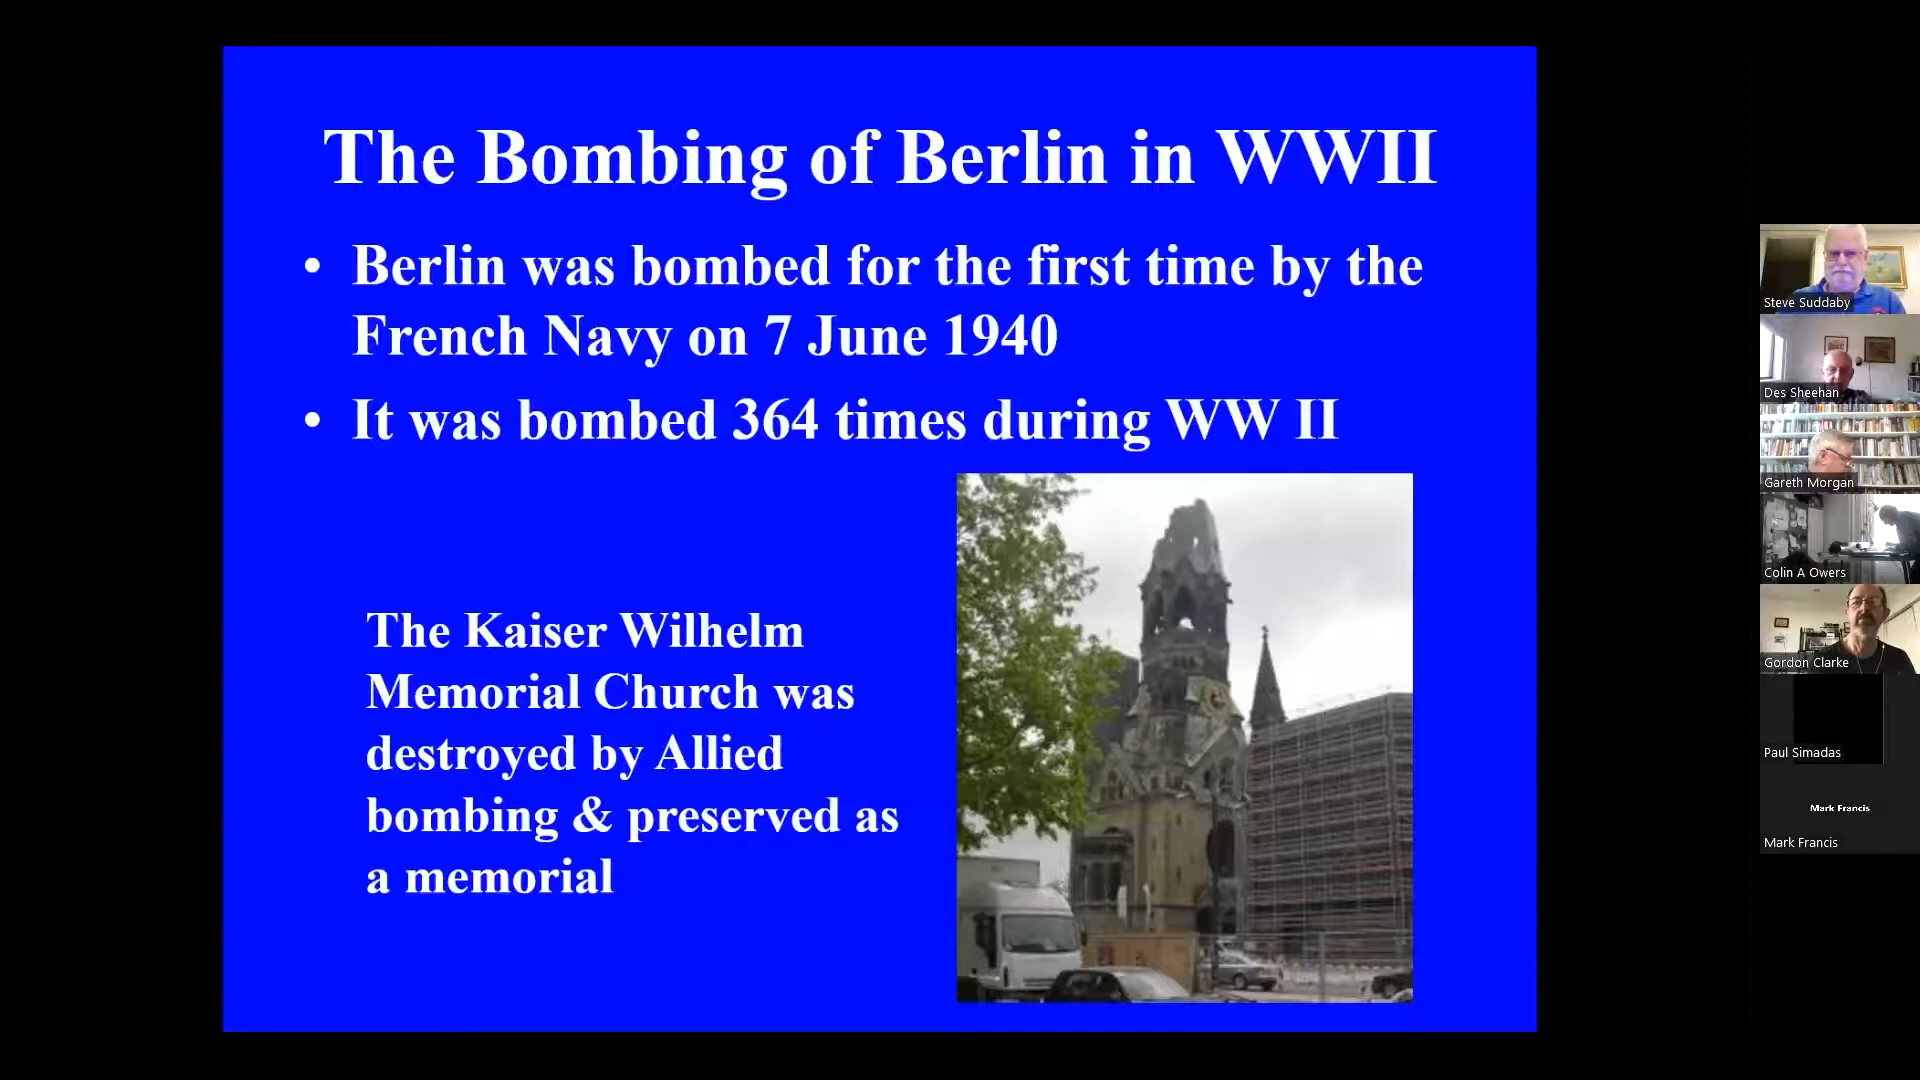 The Bombing of Berlin in WWII
• Berlin was bombed for the first time by the
French Navy on 7 June 1940
• It was bombed 364 times during WW II
The Kaiser Wilhelm
Memorial Church was
destroyed by Allied
bombing & preserved as
a memorial
Steve Suddaby
Des Sheehan
Gareth Morgan
Colin A Owers
Gordon Clarke
Paul Simadas
Mark Francis
Mark Francis